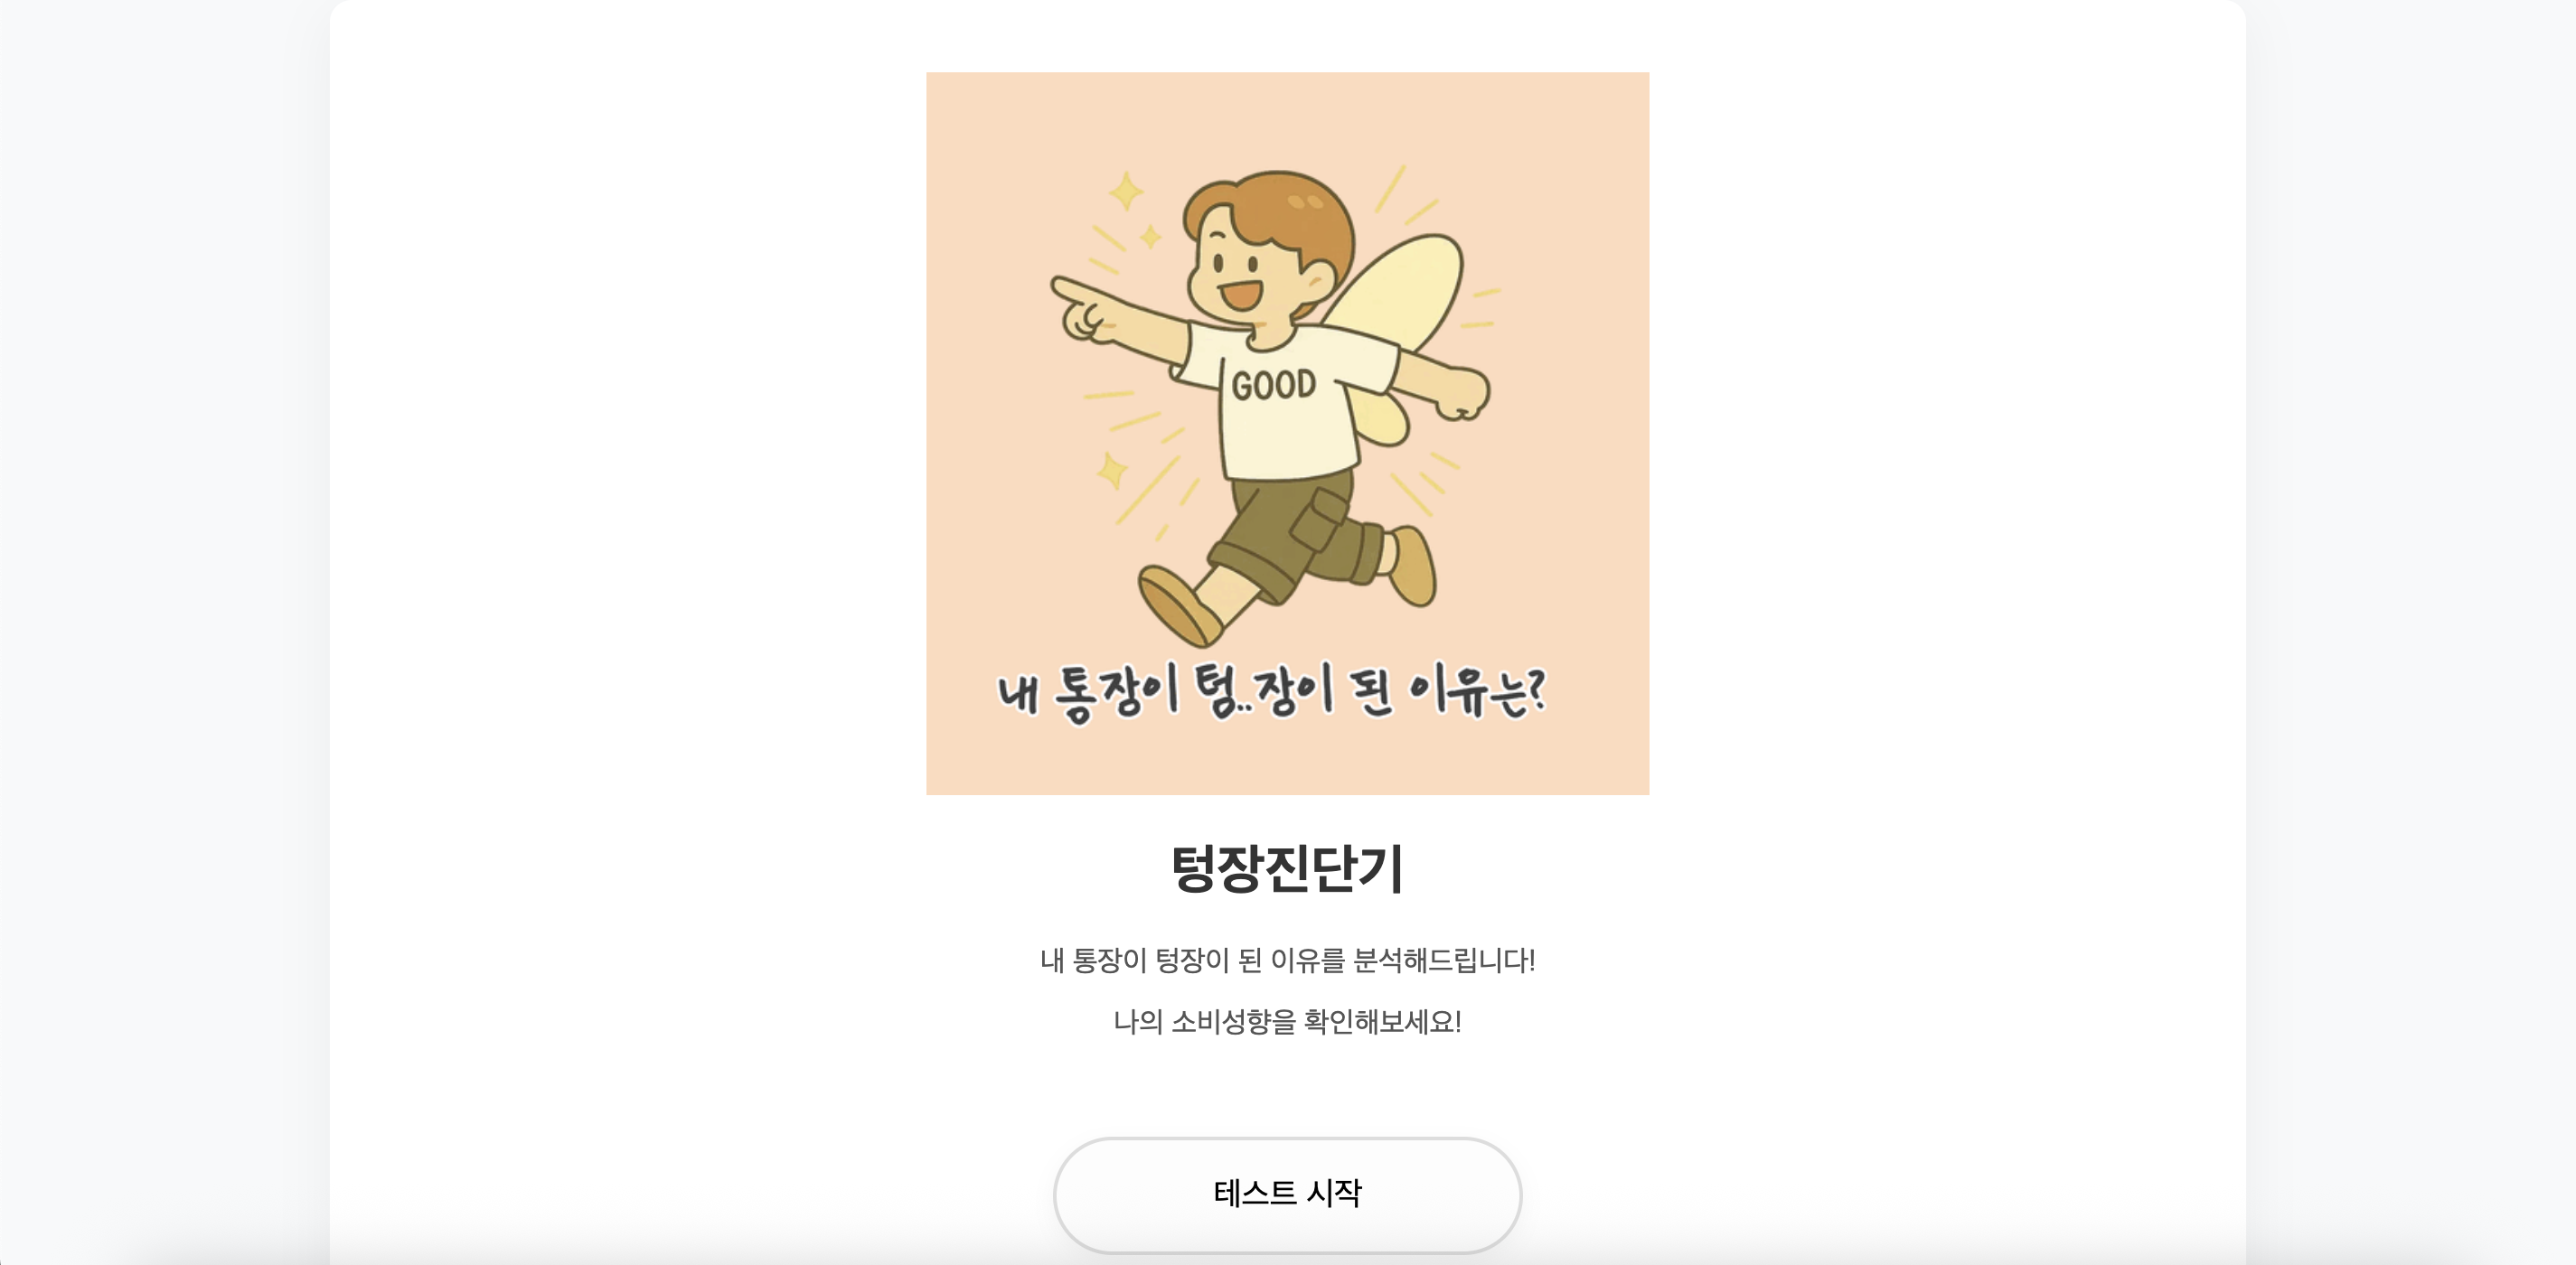 GOOD
내 통장이 텅..장이 된 이유는?
텅장진단기
내 통장이 텅장이 된 이유를 분석해드립니다!
나의 소비성향을 확인해보세요!
테스트 시작